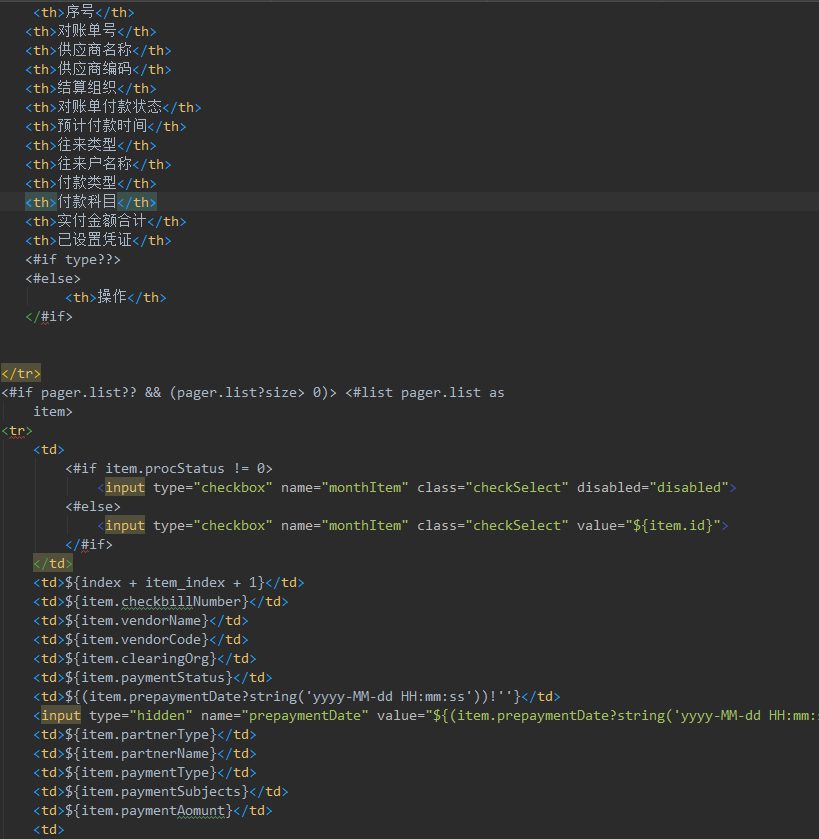 <th>序号</th>
<th>对账单号</th>
<th>供应商名称</th>
<th>供应商编码</th>
<th>结算组织</th>
<th>对账单付款状态</th>
<th>预计付款时间</th>
<th>往来类型</th>
<th>往来户名称</th>
<th>付款类型</th>
<th>付款科目</th>
<th>实付金额合计</th>
<th>已设置凭证</th>
<#if type??>
<#else>
<th>操作</th>
</#if>
</tr>
<#if pager.list?? && (pager.list?size> 0)> <#list pager.list as
item>
<tr>
<td>
<#if item.procStatus != 0>
<input type="checkbox" name="monthItem" class="checkSelect" disabled="disabled">
<#else>
<input type="checkbox" name="monthItem" class="checkSelect" value="${item.id}">
</#if>
</td>
<td>${index + item_index + 1}</td>
<td>${item.checkbillNumber}</td>
<td>${item.vendorName}</td>
<td>${item.vendorCode}</td>
<td>${item.clearingOrg}</td>
<td>${item.paymentStatus}</td>
<td>${(item.prepaymentDate?string('yyyy-MM-dd HH:mm:ss'))!''}</td>
<input type="hidden" name="prepaymentDate" value="${(item.prepaymentDate?string('yyyy-MM-dd HH:mm:s
<td>${item.partnerType}</td>
<td>${item.partnerName}</td>
<td>${item.paymentType}</td>
<td>${item.paymentSubjects}</td>
<td>${item.paymentAomunt}</td>
<td>